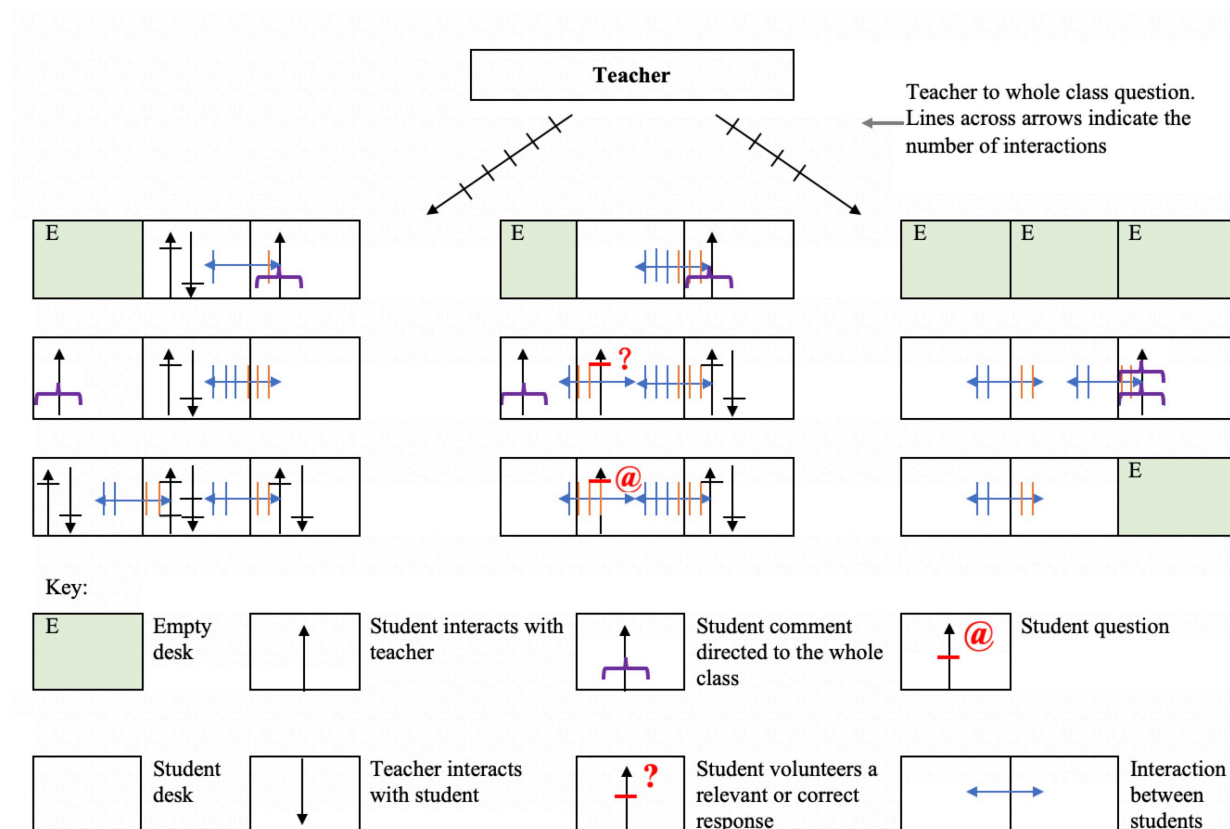 Teacher
Teacher to whole class question.
Lines across arrows indicate the
number of interactions
E
E
E
E
E
?
@
E
Key:
E
Empty
desk
Student interacts with
teacher
Student comment
directed to the whole
class
@
Student question
Student
desk
Teacher interacts
with student
?
Student volunteers a
relevant or correct
response
Interaction
between
students